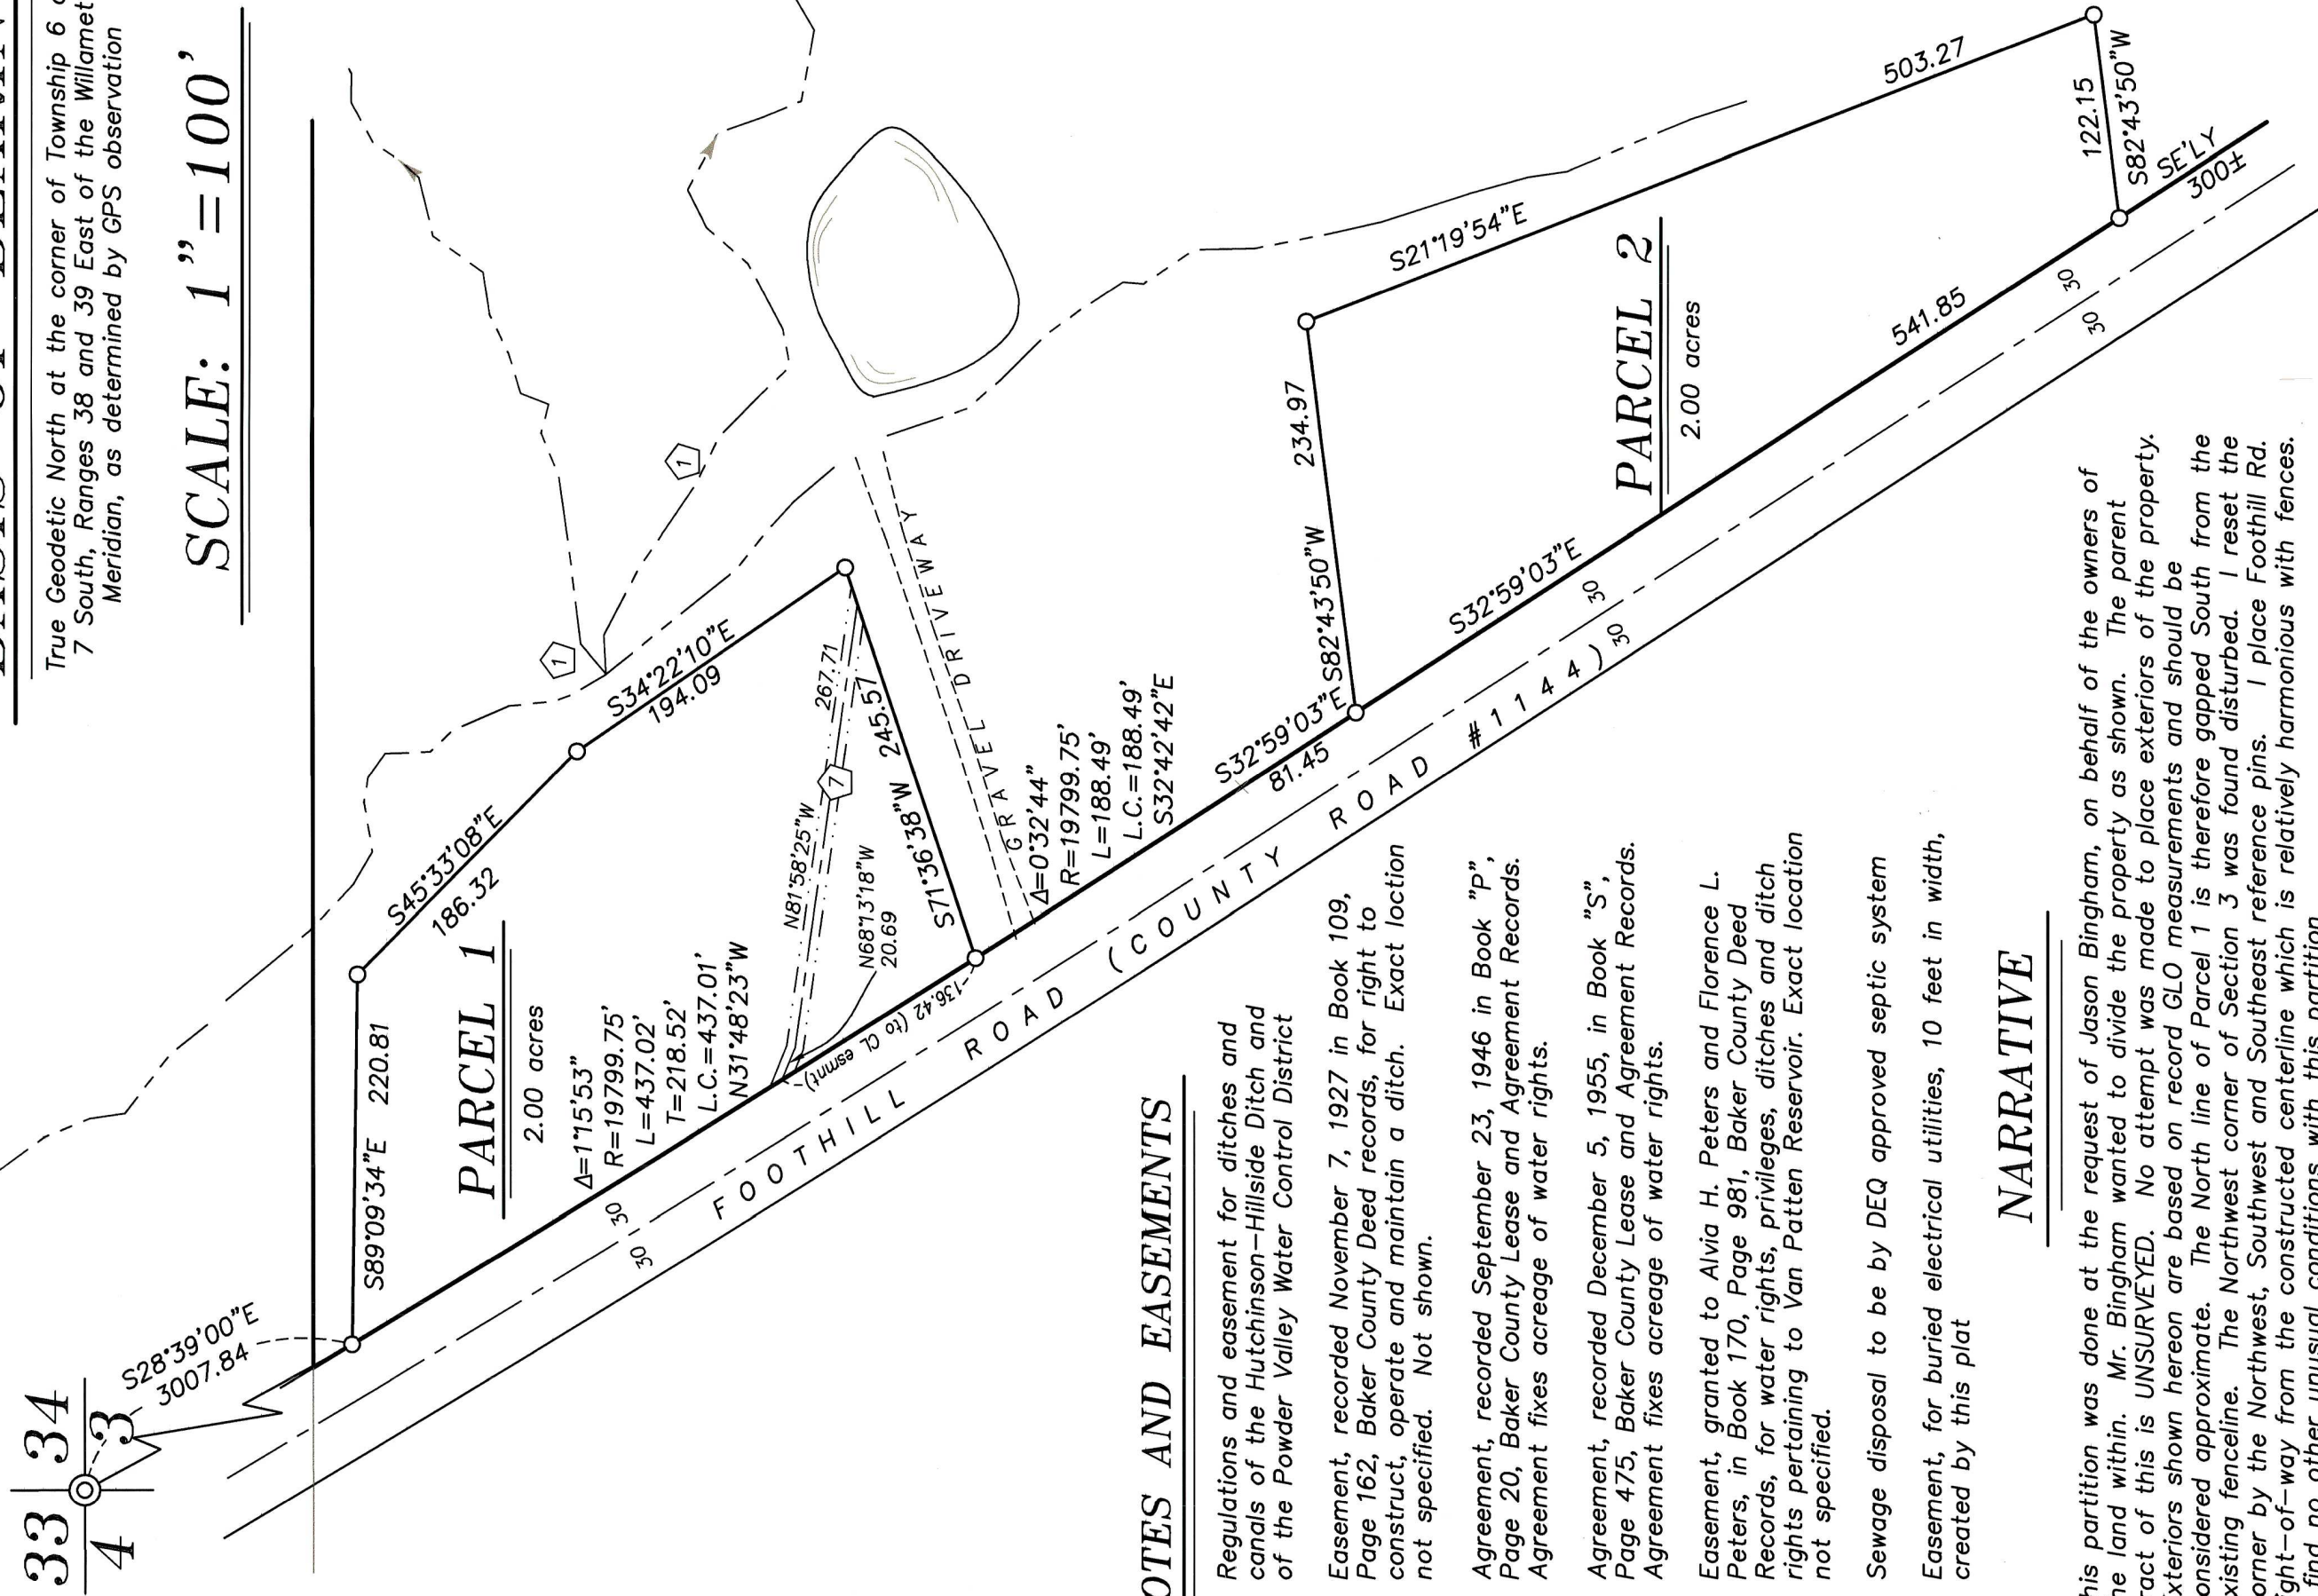 True Geodetic North at the corner of Township 6
7 South, Ranges 38 and 39 East of the
Meridian, as determined by GPS observation
SCALE: 1"=100'
33 34
4 3
S28°39'00"E
3007.84
S89°09'34"E 220.81
S45°33'08"E
186.32
S34°22'10"E
194.09
PARCEL 1
2.00 acres
Δ=1°15'53"
R=19799.75'
L=437.02'
T=218.52'
L.C.=437.01'
N31°48'23"W
N81°58'25"W
267.71
7
N68°13'18"W
20.69
S71°36'38"W 245.57
136.42 (to CL esmnt)
1
1
GRAVEL DRIVEWAY
Δ=0°32'44"
R=19799.75'
L=188.49'
L.C.=188.49'
S32°42'42"E
S32°59'03"E
81.45
S82°43'50"W 234.97
S21°19'54"E 503.27
PARCEL 2
2.00 acres
S32°59'03"E 541.85
122.15
S82°43'50"W
SE'LY
300±
30
30
30
30
30
30
FOOTHILL ROAD (COUNTY ROAD #1144)
AND EASEMENTS
Regulations and easement for ditches and
canals of the Hutchinson-Hillside Ditch and
of the Powder Valley Water Control District
Easement, recorded November 7, 1927 in Book 109,
Page 162, Baker County Deed records, for right to
construct, operate and maintain a ditch. Exact loction
not specified. Not shown.
Agreement, recorded September 23, 1946 in Book "P",
Page 20, Baker County Lease and Agreement Records.
Agreement fixes acreage of water rights.
Agreement, recorded December 5, 1955, in Book "S",
Page 475, Baker County Lease and Agreement Records.
Agreement fixes acreage of water rights.
Easement, granted to Alvia H. Peters and Florence L.
Peters, in Book 170, Page 981, Baker County Deed
Records, for water rights, privileges, ditches and ditch
rights pertaining to Van Patten Reservoir. Exact location
not specified.
Sewage disposal to be by DEQ approved septic system
Easement, for buried electrical utilities, 10 feet in width,
created by this plat
NARRATIVE
partition was done at the request of Jason Bingham, on behalf of the owners of
land within. Mr. Bingham wanted to divide the property as shown. The parent
of this is UNSURVEYED. No attempt was made to place exteriors of the property.
shown hereon are based on record GLO measurements and should be
approximate. The North line of Parcel 1 is therefore gapped South from the
fenceline. The Northwest corner of Section 3 was found disturbed. I reset the
by the Northwest, Southwest and Southeast reference pins. I place Foothill Rd.
from the constructed centerline which is relatively harmonious with fences.
no other unusual conditions with this partition